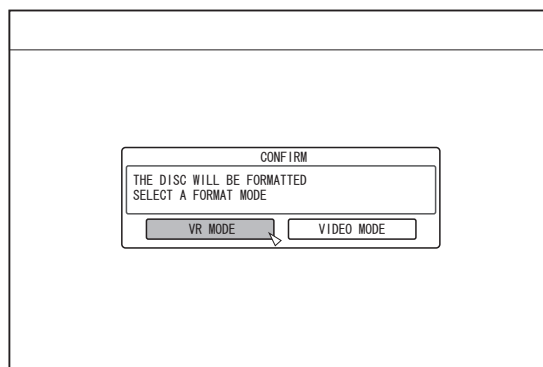 CONFIRM
THE DISC WILL BE FORMATTED
SELECT A FORMAT MODE
VR MODE VIDEO MODE